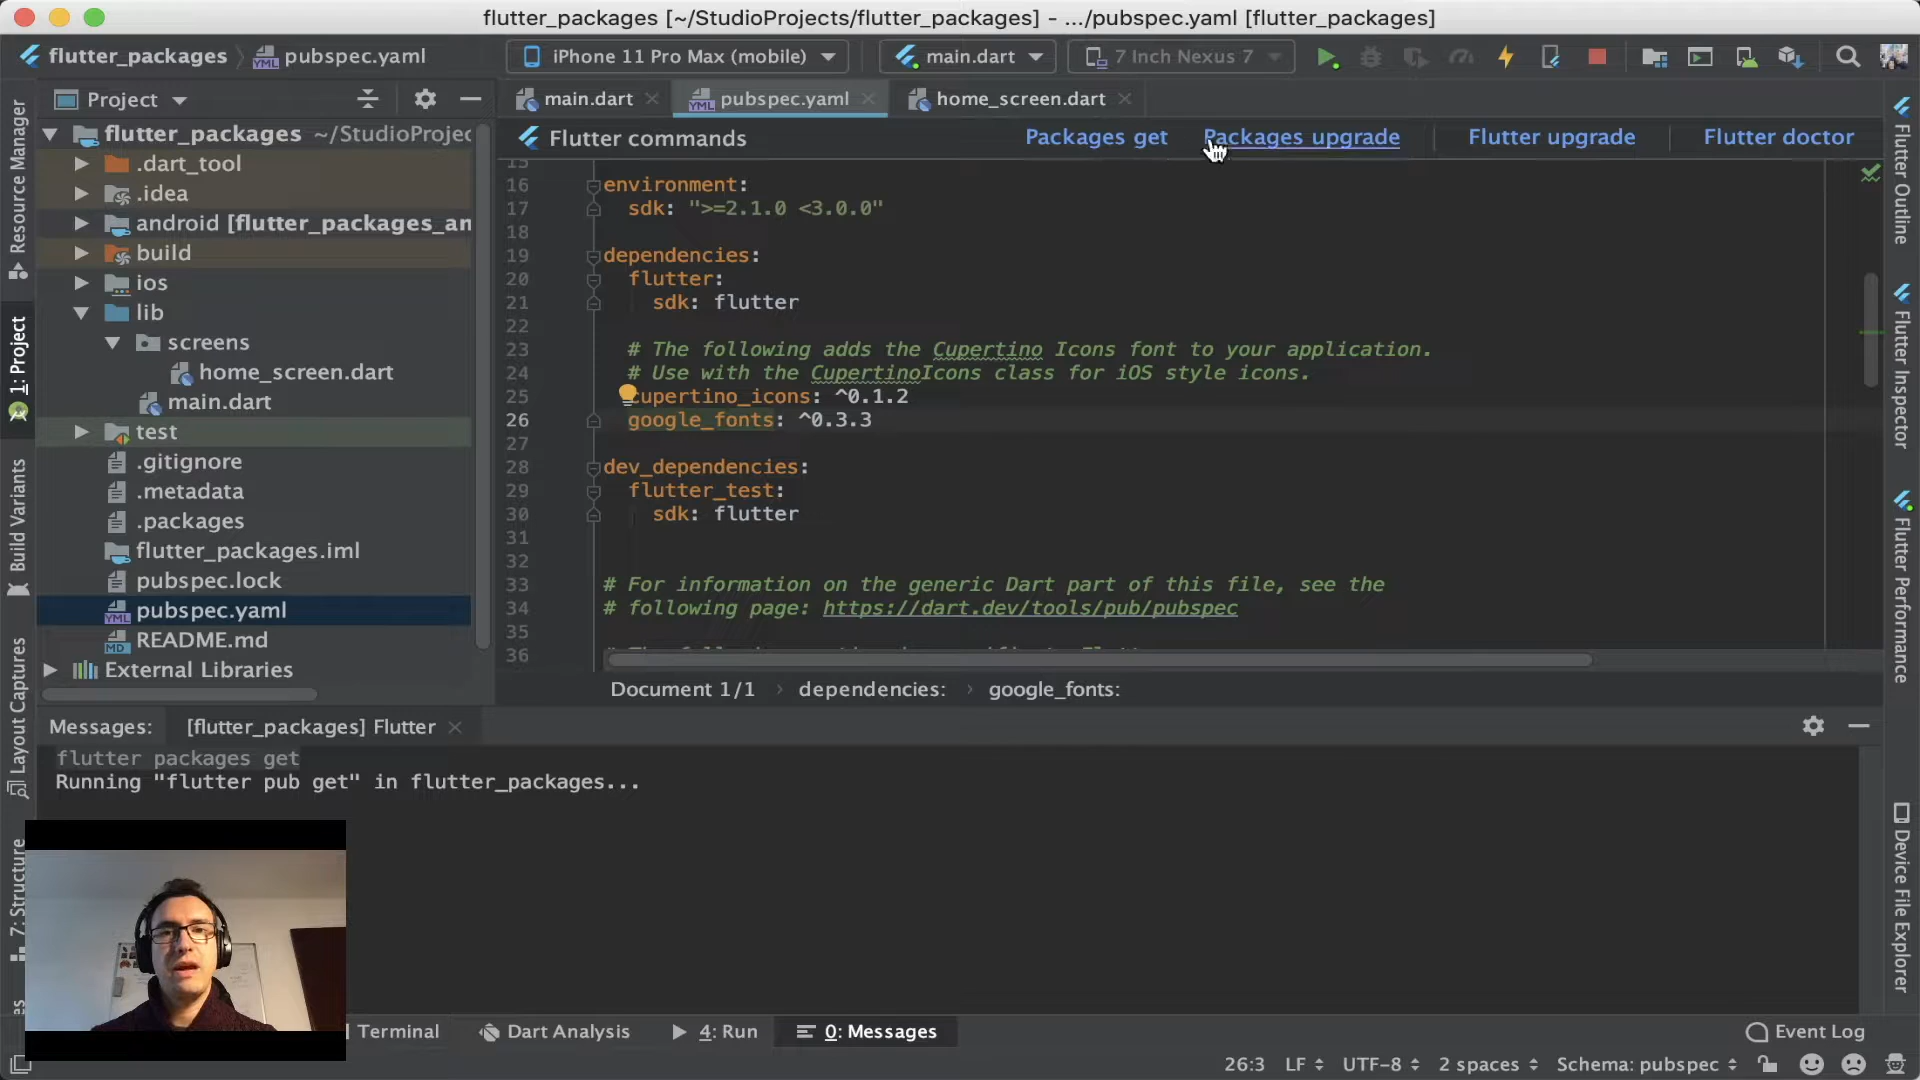 flutter_packages [~/StudioProjects/flutter_packages] - .../pubspec.yaml [flutter_packages]
flutter_packages
pubspec.yaml
iPhone 11 Pro Max (mobile)
main.dart
7 Inch Nexus 7
Project
main.dart
pubspec.yaml
home_screen.dart
Flutter commands
Packages get
Packages upgrade
Flutter upgrade
Flutter doctor
flutter_packages ~/StudioProjec
.dart_tool
.idea
android [flutter_packages_an
build
ios
lib
screens
home_screen.dart
main.dart
test
.gitignore
.metadata
.packages
flutter_packages.iml
pubspec.lock
pubspec.yaml
README.md
External Libraries
15
16 environment:
17 sdk: ">=2.1.0 <3.0.0"
18
19 dependencies:
20 flutter:
21 sdk: flutter
22
23 # The following adds the Cupertino Icons font to your application.
24 # Use with the CupertinoIcons class for iOS style icons.
25 cupertino_icons: ^0.1.2
26 google_fonts: ^0.3.3
27
28 dev_dependencies:
29 flutter_test:
30 sdk: flutter
31
32
33 # For information on the generic Dart part of this file, see the
34 # following page: https://dart.dev/tools/pub/pubspec
35
36
Document 1/1
dependencies:
google_fonts:
Messages:
[flutter_packages] Flutter
flutter packages get
Running "flutter pub get" in flutter_packages...
Terminal
Dart Analysis
4: Run
0: Messages
Event Log
26:3
LF
UTF-8
2 spaces
Schema: pubspec
Resource Manager
1: Project
Build Variants
Layout Captures
7: Structure
Flutter Outline
Flutter Inspector
Flutter Performance
Device File Explorer
YML
YML
YML
MD